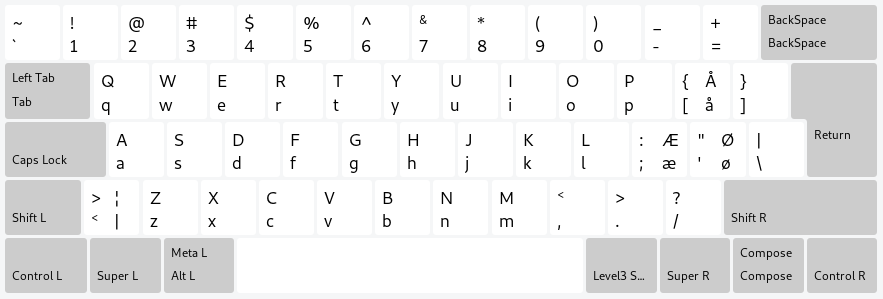 ~ ! @ # $ % ^ & * ( ) _ + BackSpace
` 1 2 3 4 5 6 7 8 9 0 - = BackSpace
Left Tab Q W E R T Y U I O P { Å }
Tab q w e r t y u i o p [ å ]
Return
A S D F G H J K L : Æ " Ø |
Caps Lock a s d f g h j k l ; æ ' ø \
> ¦ Z X C V B N M < > ?
Shift L < | z x c v b n m , . / Shift R
Meta L Compose
Control L Super L Alt L Level3 S... Super R Compose Control R